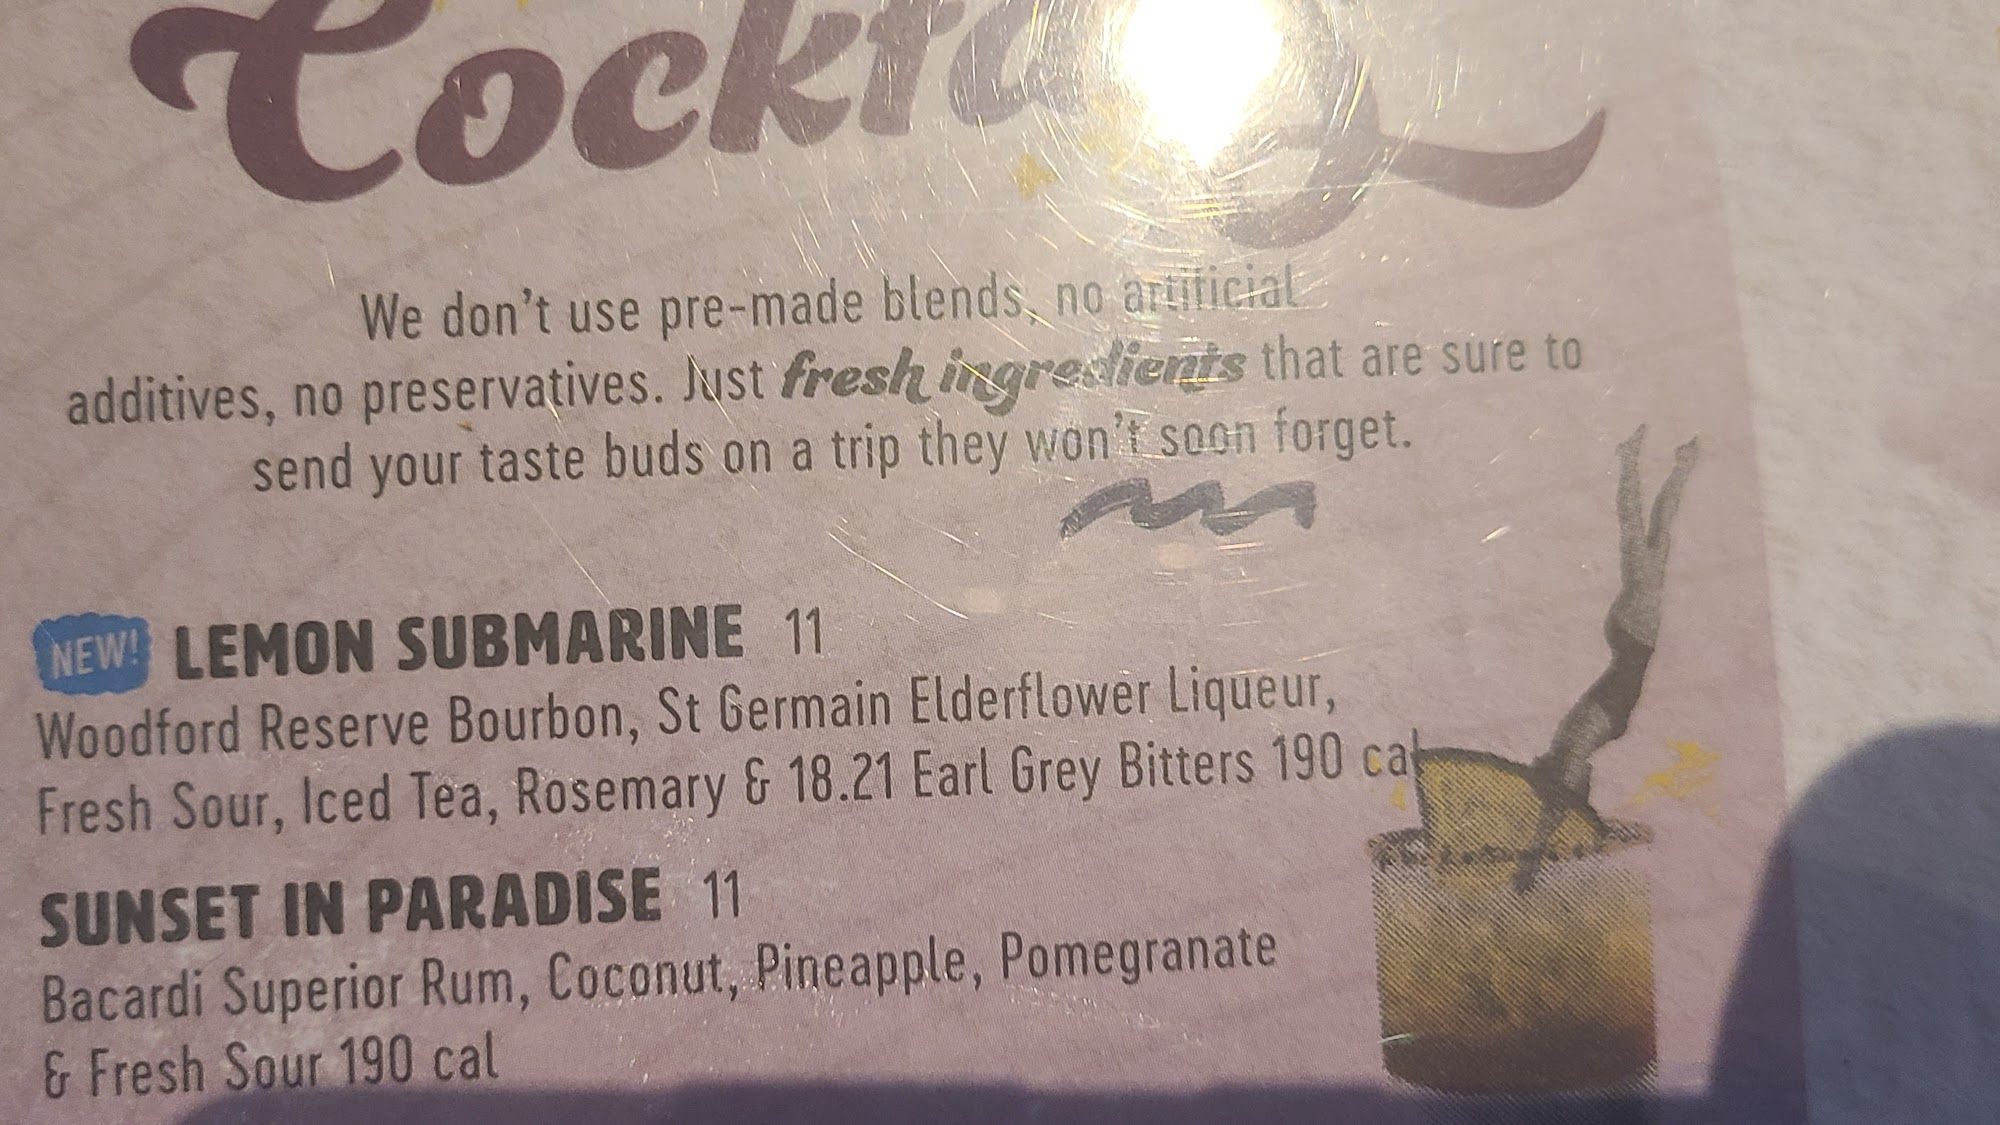 We don't use pre-made blends, no artificial
additives, no preservatives. Just fresh ingredients that are sure to
send your taste buds on a trip they won't soon forget.
NEW! LEMON SUBMARINE 11
Woodford Reserve Bourbon, St Germain Elderflower Liqueur,
Fresh Sour, Iced Tea, Rosemary & 18.21 Earl Grey Bitters 190 cal
SUNSET IN PARADISE 11
Bacardi Superior Rum, Coconut, Pineapple, Pomegranate
& Fresh Sour 190 cal